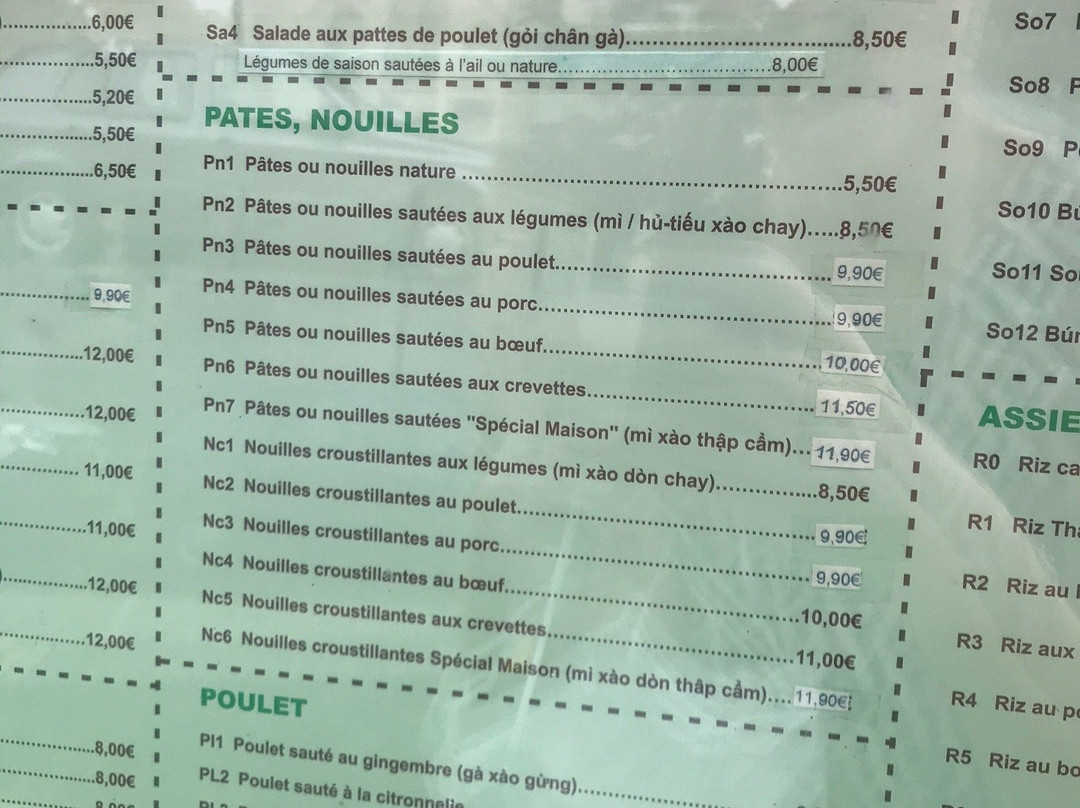 6,00€
5,50€
5,20€
5,50€
6,50€
9,90€
12,00€
12,00€
11,00€
11,00€
12,00€
12,00€
8,00€
8,00€
Sa4 Salade aux pattes de poulet (gỏi chân gà)........................8,50€
Légumes de saison sautées à l'ail ou nature........................8,00€
PATES, NOUILLES
Pn1 Pâtes ou nouilles nature ........................5,50€
Pn2 Pâtes ou nouilles sautées aux légumes (mì / hủ-tiếu xào chay).....8,50€
Pn3 Pâtes ou nouilles sautées au poulet........................9,90€
Pn4 Pâtes ou nouilles sautées au porc........................9,90€
Pn5 Pâtes ou nouilles sautées au bœuf........................10,00€
Pn6 Pâtes ou nouilles sautées aux crevettes........................11,50€
Pn7 Pâtes ou nouilles sautées "Spécial Maison" (mì xào thập cẩm)...11,90€
Nc1 Nouilles croustillantes aux légumes (mì xào dòn chay)...............8,50€
Nc2 Nouilles croustillantes au poulet........................9,90€
Nc3 Nouilles croustillantes au porc........................9,90€
Nc4 Nouilles croustillantes au bœuf........................10,00€
Nc5 Nouilles croustillantes aux crevettes........................11,00€
Nc6 Nouilles croustillantes Spécial Maison (mì xào dòn thâp cẩm)....11,90€
POULET
Pl1 Poulet sauté au gingembre (gà xào gừng)........................
PL2 Poulet sauté à la citronnelle
So7
So8
So9
So10
So11
So12 Bún
R0 Riz
R1 Riz
R2 Riz au
R3 Riz aux
R4 Riz au
R5 Riz au